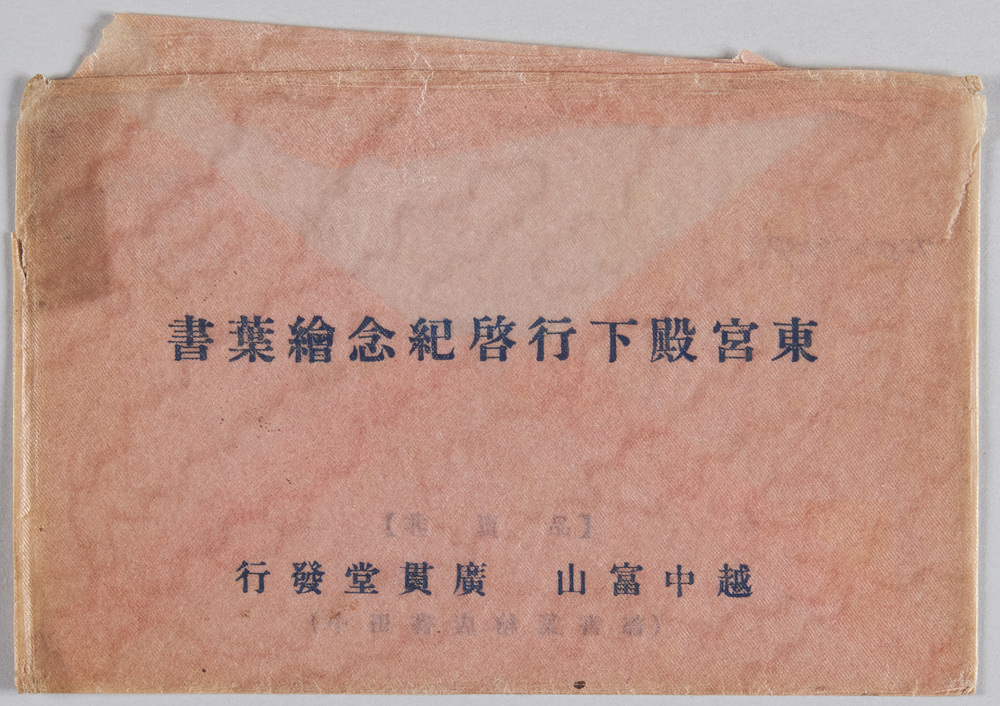 東宮殿下行啓紀念繪葉書
【非賣品】
越中富山 廣貫堂發行